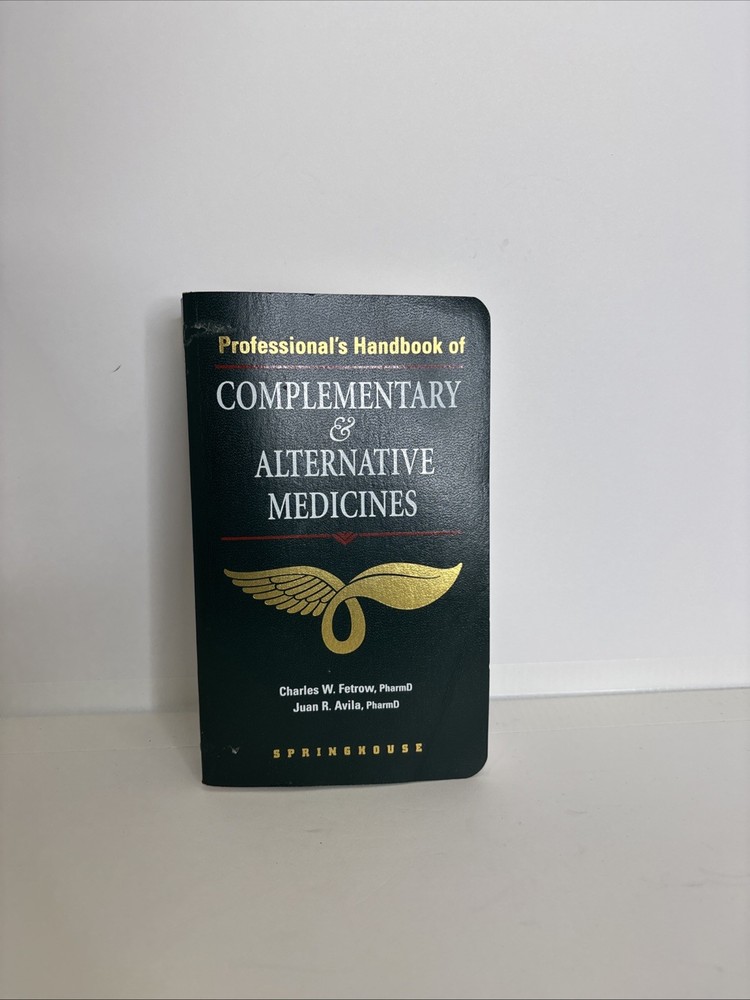 Professional's Handbook of
COMPLEMENTARY
&
ALTERNATIVE
MEDICINES
Charles W. Fetrow, PharmD
Juan R. Avila, PharmD
SPRINGHOUSE